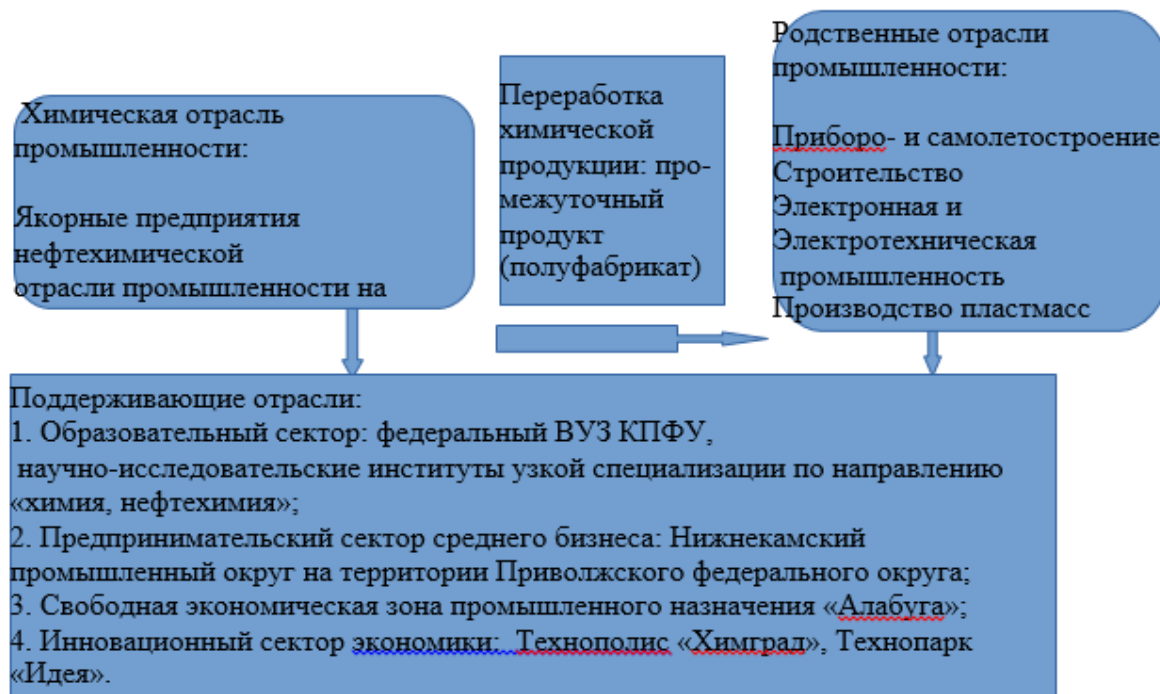 Химическая отрасль
промышленности:
Якорные предприятия
нефтехимической
отрасли промышленности на
Переработка
химической
продукции: про-
межуточный
продукт
(полуфабрикат)
Родственные отрасли
промышленности:
Приборо- и самолетостроение
Строительство
Электронная и
Электротехническая
промышленность
Производство пластмасс
Поддерживающие отрасли:
1. Образовательный сектор: федеральный ВУЗ КПФУ,
научно-исследовательские институты узкой специализации по направлению
«химия, нефтехимия»;
2. Предпринимательский сектор среднего бизнеса: Нижнекамский
промышленный округ на территории Приволжского федерального округа;
3. Свободная экономическая зона промышленного назначения «Алабуга»;
4. Инновационный сектор экономики: Технополис «Химград», Технопарк
«Идея».